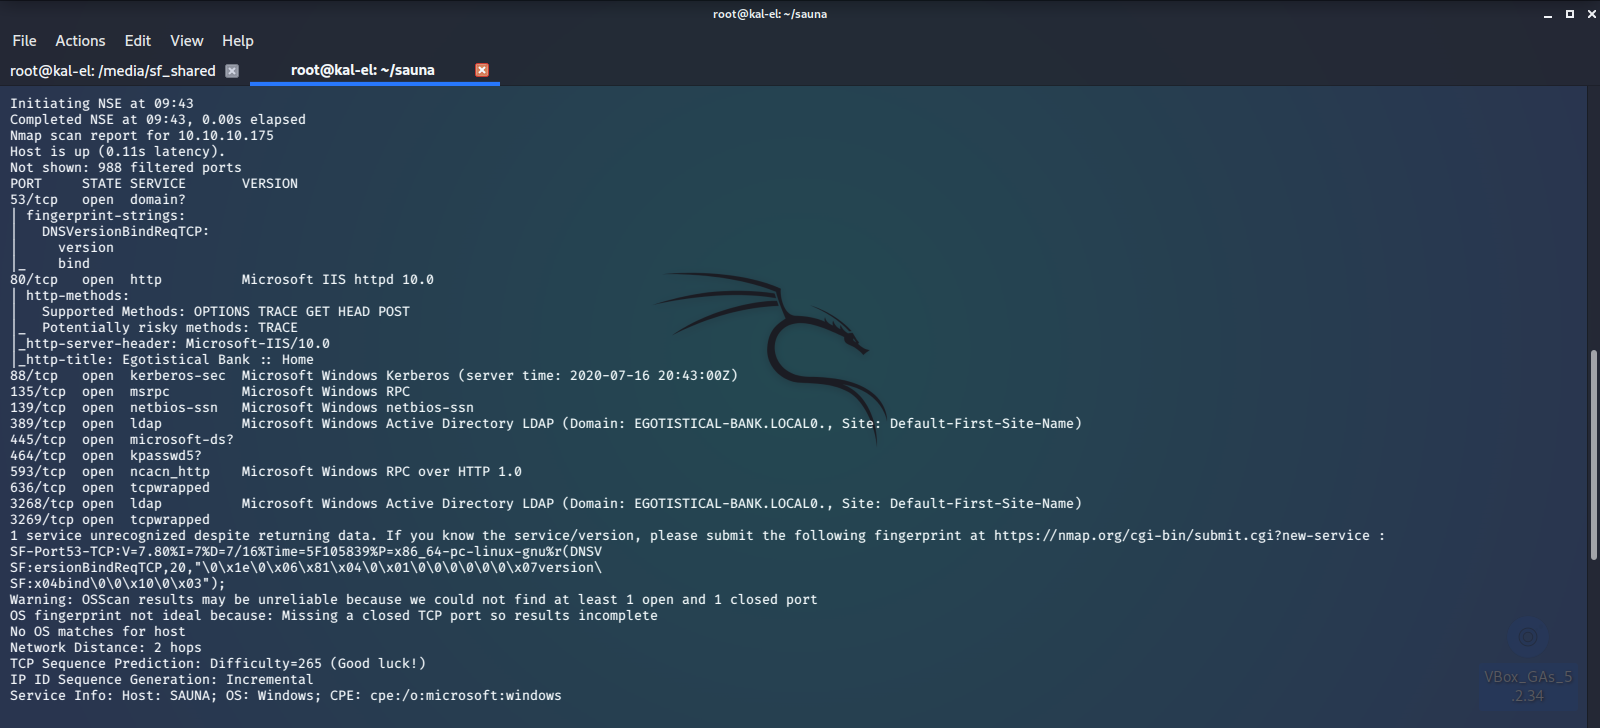 root@kal-el: ~/sauna
File Actions Edit View Help
root@kal-el: /media/sf_shared root@kal-el: ~/sauna
Initiating NSE at 09:43
Completed NSE at 09:43, 0.00s elapsed
Nmap scan report for 10.10.10.175
Host is up (0.11s latency).
Not shown: 988 filtered ports
PORT     STATE SERVICE       VERSION
53/tcp   open  domain?
| fingerprint-strings:
|   DNSVersionBindReqTCP:
|     version
|_    bind
80/tcp   open  http          Microsoft IIS httpd 10.0
| http-methods:
|   Supported Methods: OPTIONS TRACE GET HEAD POST
|_  Potentially risky methods: TRACE
|_http-server-header: Microsoft-IIS/10.0
|_http-title: Egotistical Bank :: Home
88/tcp   open  kerberos-sec  Microsoft Windows Kerberos (server time: 2020-07-16 20:43:00Z)
135/tcp  open  msrpc         Microsoft Windows RPC
139/tcp  open  netbios-ssn   Microsoft Windows netbios-ssn
389/tcp  open  ldap          Microsoft Windows Active Directory LDAP (Domain: EGOTISTICAL-BANK.LOCAL0., Site: Default-First-Site-Name)
445/tcp  open  microsoft-ds?
464/tcp  open  kpasswd5?
593/tcp  open  ncacn_http    Microsoft Windows RPC over HTTP 1.0
636/tcp  open  tcpwrapped
3268/tcp open  ldap          Microsoft Windows Active Directory LDAP (Domain: EGOTISTICAL-BANK.LOCAL0., Site: Default-First-Site-Name)
3269/tcp open  tcpwrapped
1 service unrecognized despite returning data. If you know the service/version, please submit the following fingerprint at https://nmap.org/cgi-bin/submit.cgi?new-service :
SF-Port53-TCP:V=7.80%I=7%D=7/16%Time=5F105839%P=x86_64-pc-linux-gnu%r(DNSV
SF:ersionBindReqTCP,20,"\0\x1e\0\x06\x81\x04\0\x01\0\0\0\0\0\0\x07version\
SF:x04bind\0\0\x10\0\x03");
Warning: OSScan results may be unreliable because we could not find at least 1 open and 1 closed port
OS fingerprint not ideal because: Missing a closed TCP port so results incomplete
No OS matches for host
Network Distance: 2 hops
TCP Sequence Prediction: Difficulty=265 (Good luck!)
IP ID Sequence Generation: Incremental
Service Info: Host: SAUNA; OS: Windows; CPE: cpe:/o:microsoft:windows
VBox_GAs_5
.2.34